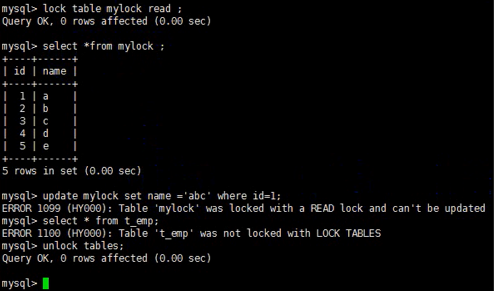 mysql> lock table mylock read ;
Query OK, 0 rows affected (0.00 sec)
mysql> select *from mylock ;
+----+------+
| id | name |
+----+------+
|  1 | a    |
|  2 | b    |
|  3 | c    |
|  4 | d    |
|  5 | e    |
+----+------+
5 rows in set (0.00 sec)
mysql> update mylock set name ='abc' where id=1;
ERROR 1099 (HY000): Table 'mylock' was locked with a READ lock and can't be updated
mysql> select * from t_emp;
ERROR 1100 (HY000): Table 't_emp' was not locked with LOCK TABLES
mysql> unlock tables;
Query OK, 0 rows affected (0.00 sec)
mysql>